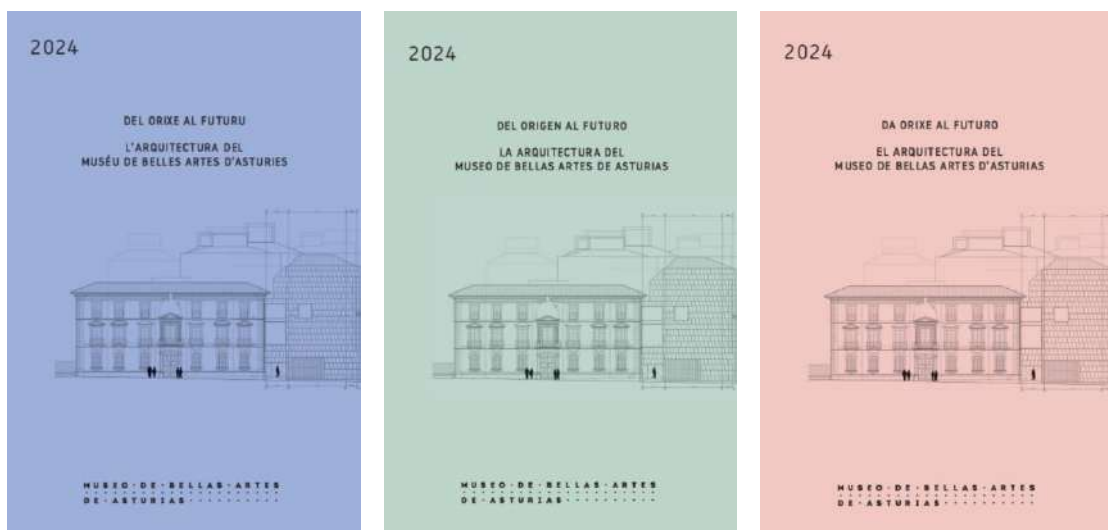 2024
DEL ORIXE AL FUTURU
L'ARQUITECTURA DEL
MUSÉU DE BELLES ARTES D'ASTURIES
MUSEO·DE·BELLAS·ARTES
DE·ASTURIAS
2024
DEL ORIGEN AL FUTURO
LA ARQUITECTURA DEL
MUSEO DE BELLAS ARTES DE ASTURIAS
MUSEO·DE·BELLAS·ARTES
DE·ASTURIAS
2024
DA ORIXE AL FUTURO
EL ARQUITECTURA DEL
MUSEO DE BELLAS ARTES D'ASTURIAS
MUSEO·DE·BELLAS·ARTES
DE·ASTURIAS